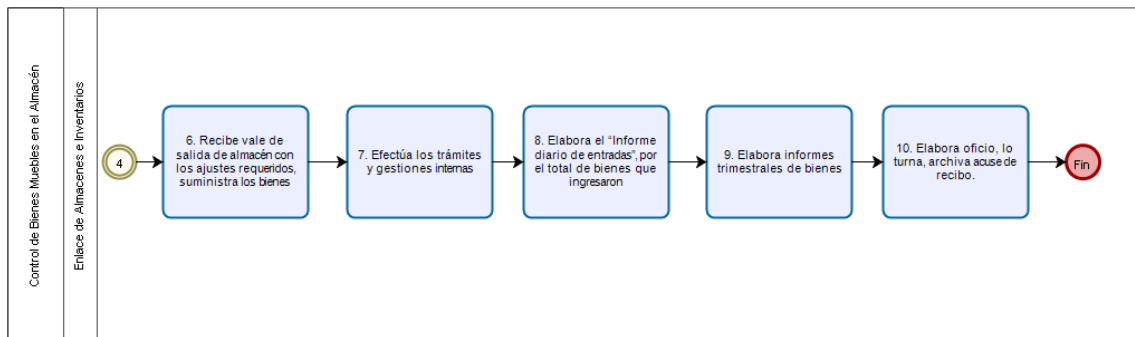 Control de Bienes Muebles en el Almacén
Enlace de Almacenes e Inventarios
4
6. Recibe vale de
salida de almacén con
los ajustes requeridos,
suministra los bienes
7. Efectúa los trámites
y gestiones internas
8. Elabora el “Informe
diario de entradas”, por
el total de bienes que
ingresaron
9. Elabora informes
trimestrales de bienes
10. Elabora oficio, lo
turna, archiva acuse de
recibo.
Fin